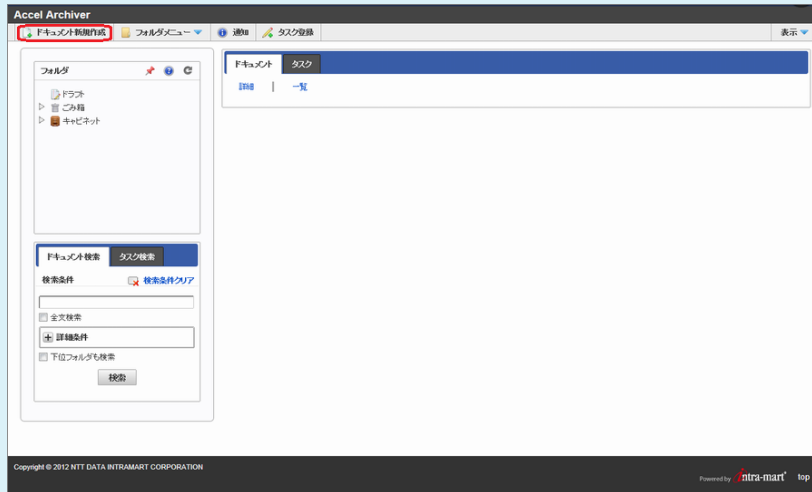 Accel Archiver
ドキュメント新規作成 フォルダメニュー 通知 タスク登録 表示
フォルダ
ドラフト
ごみ箱
キャビネット
ドキュメント タスク
詳細 | 一覧
ドキュメント検索 タスク検索
検索条件 検索条件クリア
全文検索
詳細条件
下位フォルダも検索
検索
Copyright © 2012 NTT DATA INTRAMART CORPORATION
Powered by intra-mart® top